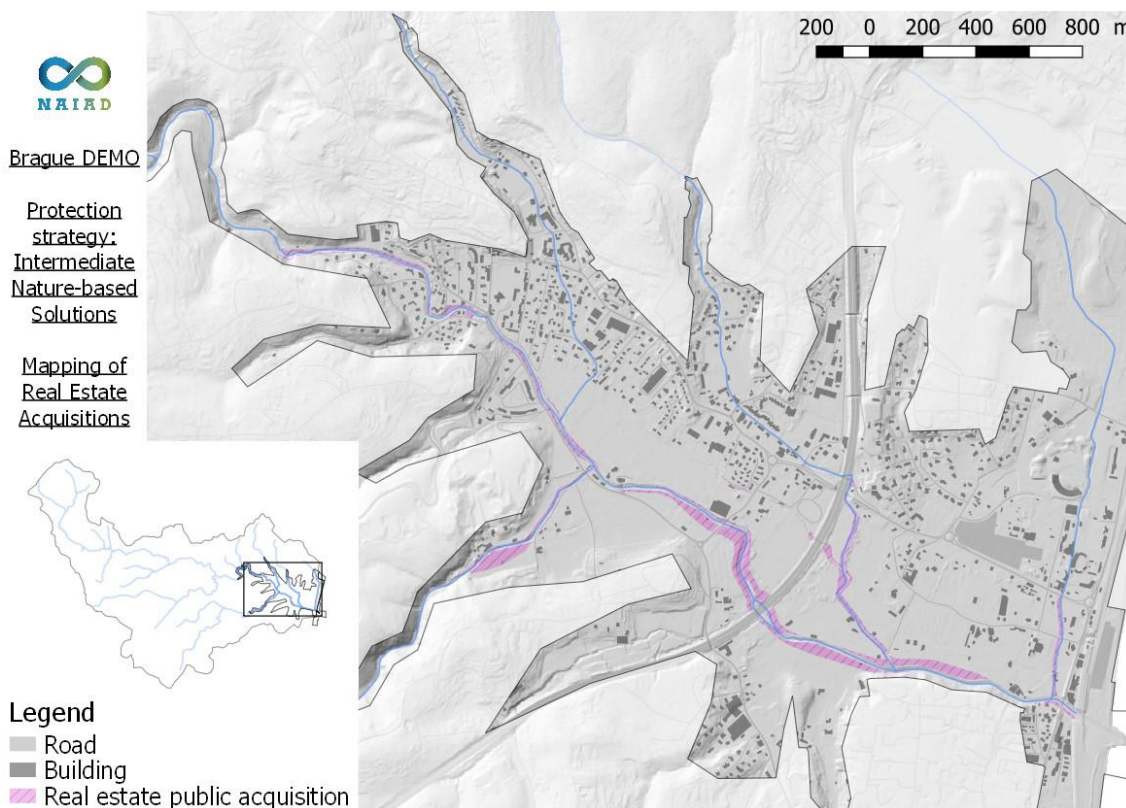 NAIAD
Brague DEMO
Protection
strategy:
Intermediate
Nature-based
Solutions
Mapping of
Real Estate
Acquisitions
200 0 200 400 600 800 m
Legend
Road
Building
Real estate public acquisition